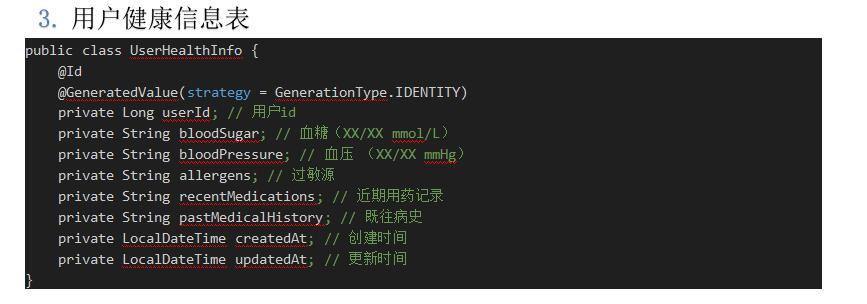 3. 用户健康信息表
public class UserHealthInfo {
@Id
@GeneratedValue(strategy = GenerationType.IDENTITY)
private Long userId; // 用户id
private String bloodSugar; // 血糖（XX/XX mmol/L）
private String bloodPressure; // 血压 （XX/XX mmHg）
private String allergens; // 过敏源
private String recentMedications; // 近期用药记录
private String pastMedicalHistory; // 既往病史
private LocalDateTime createdAt; // 创建时间
private LocalDateTime updatedAt; // 更新时间
}